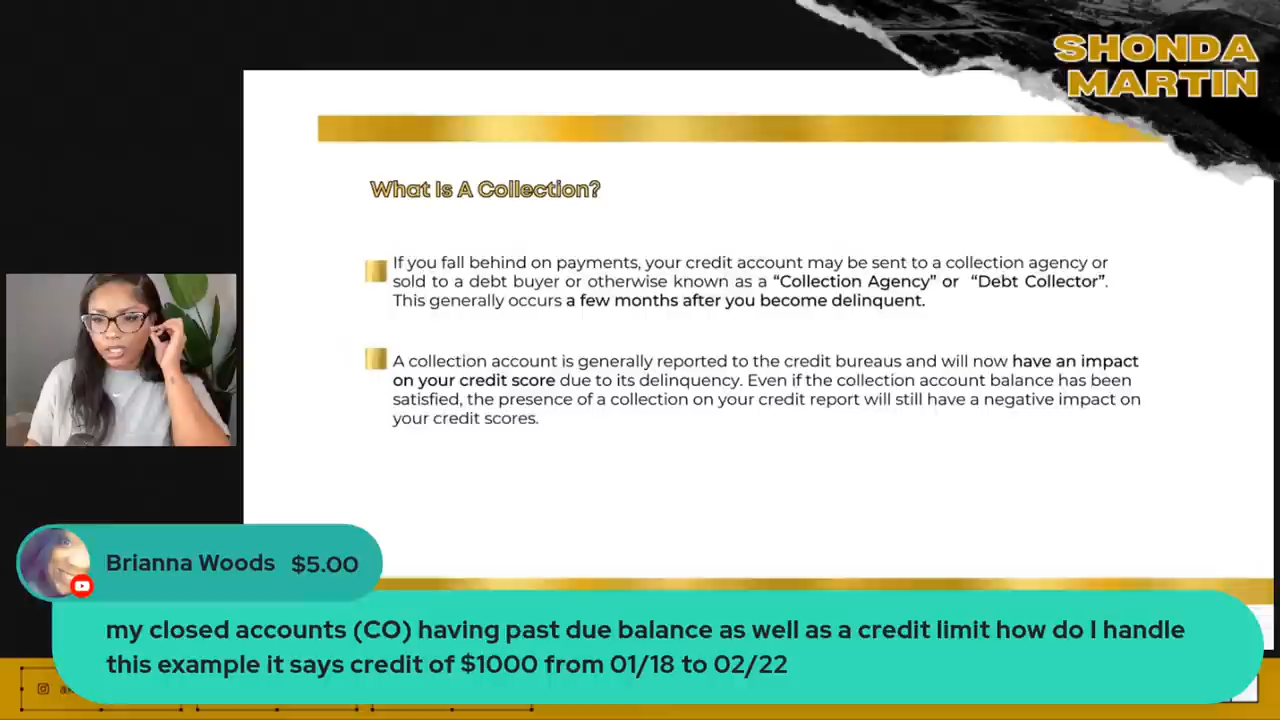 SHONDA
MARTIN
What Is A Collection?
If you fall behind on payments, your credit account may be sent to a collection agency or
sold to a debt buyer or otherwise known as a “Collection Agency” or “Debt Collector”.
This generally occurs a few months after you become delinquent.
A collection account is generally reported to the credit bureaus and will now have an impact
on your credit score due to its delinquency. Even if the collection account balance has been
satisfied, the presence of a collection on your credit report will still have a negative impact on
your credit scores.
Brianna Woods $5.00
my closed accounts (CO) having past due balance as well as a credit limit how do I handle
this example it says credit of $1000 from 01/18 to 02/22